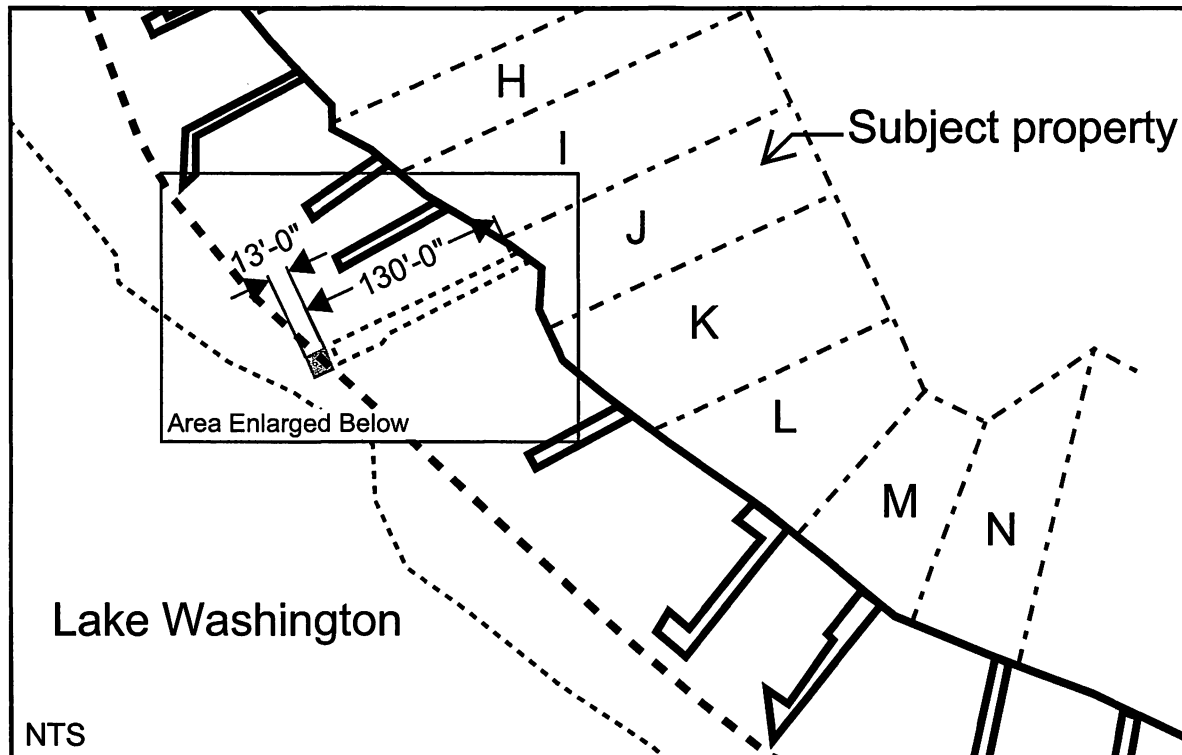 H
Subject property
I
J
13'-0"
130'-0"
K
Area Enlarged Below
L
M
N
Lake Washington
NTS